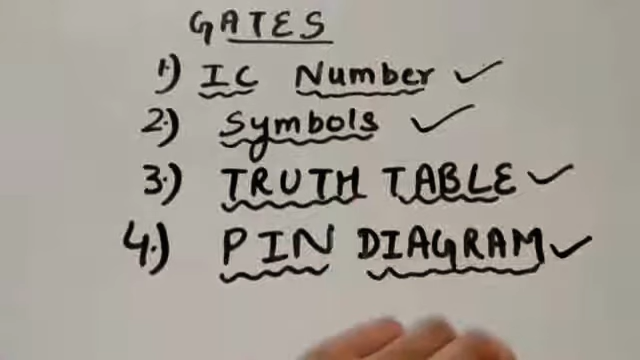 GATES
1.) IC Number ✓
2.) Symbols ✓
3.) TRUTH TABLE ✓
4.) PIN DIAGRAM ✓